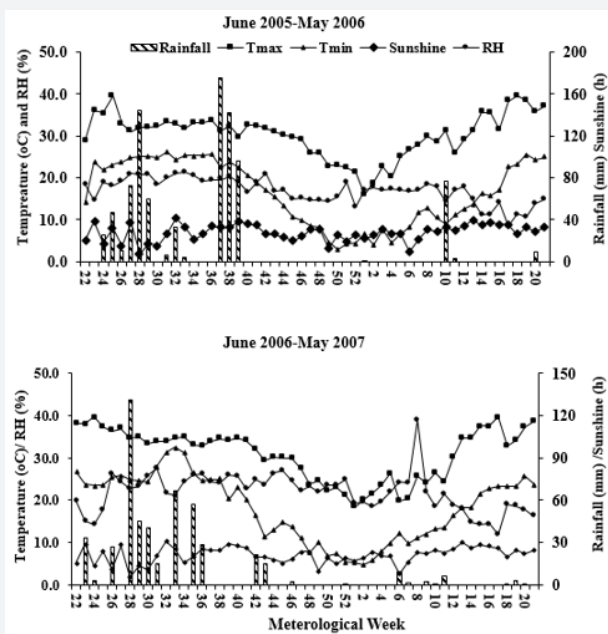 June 2005-May 2006
Rainfall Tmax Tmin Sunshine RH
50.0 40.0 30.0 20.0 10.0 0.0
Tempreature (oC) and RH (%)
200 160 120 80 40 0
Rainfall (mm) Sunshine (h)
22 24 26 28 30 32 34 36 38 40 42 44 46 48 50 52 2 4 6 8 10 12 14 16 18 20
June 2006-May 2007
50.0 40.0 30.0 20.0 10.0 0.0
Temperature (oC)/ RH (%)
150 120 90 60 30 0
Rainfall (mm) /Sunshine (h)
22 24 26 28 30 32 34 36 38 40 42 44 46 48 50 52 2 4 6 8 10 12 14 16 18 20
Meterological Week